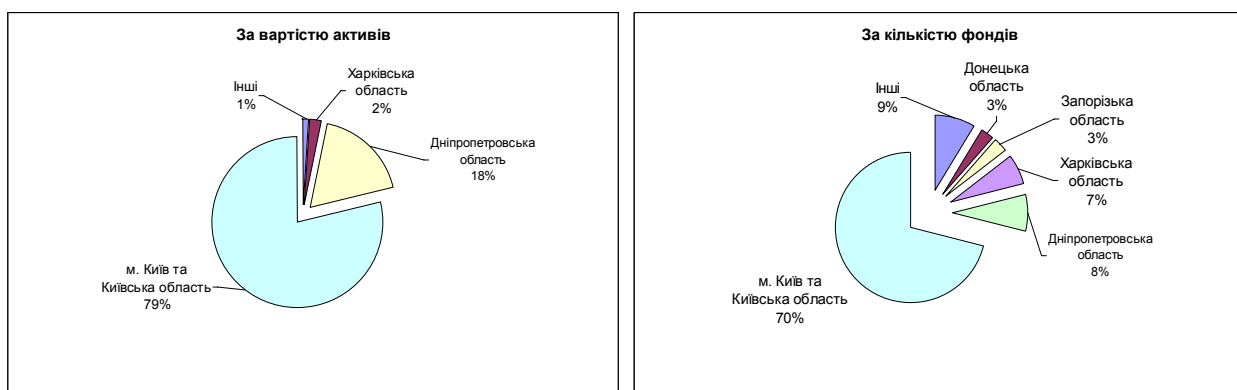 За вартістю активів
Інші
1%
Харківська
область
2%
Дніпропетровська
область
18%
м. Київ та
Київська область
79%
За кількістю фондів
Інші
9%
Донецька
область
3%
Запорізька
область
3%
Харківська
область
7%
Дніпропетровська
область
8%
м. Київ та
Київська область
70%